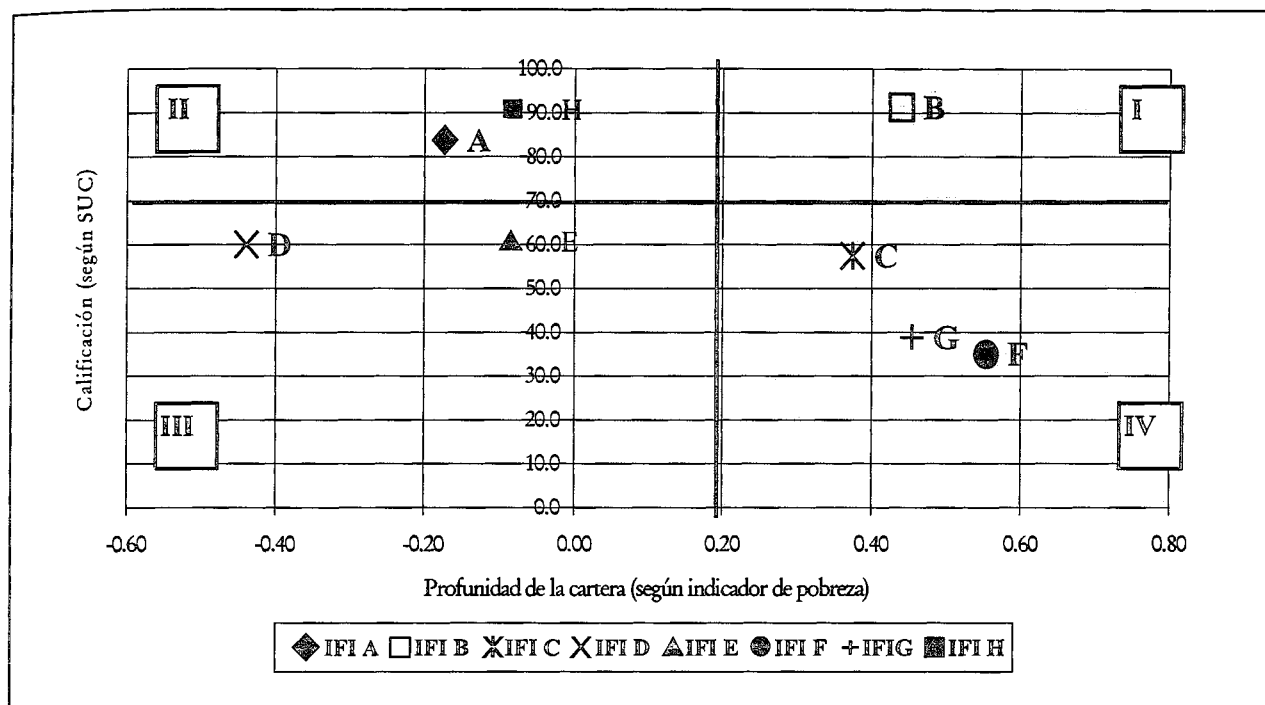 Calificación (según SUC)
100.0
90.0
80.0
70.0
60.0
50.0
40.0
30.0
20.0
10.0
0.0
II
I
III
IV
H
B
A
D
E
C
G
F
-0.60 -0.40 -0.20 0.00 0.20 0.40 0.60 0.80
Profunidad de la cartera (según indicador de pobreza)
IFI A IFI B IFI C IFI D IFI E IFI F IFIG IFI H